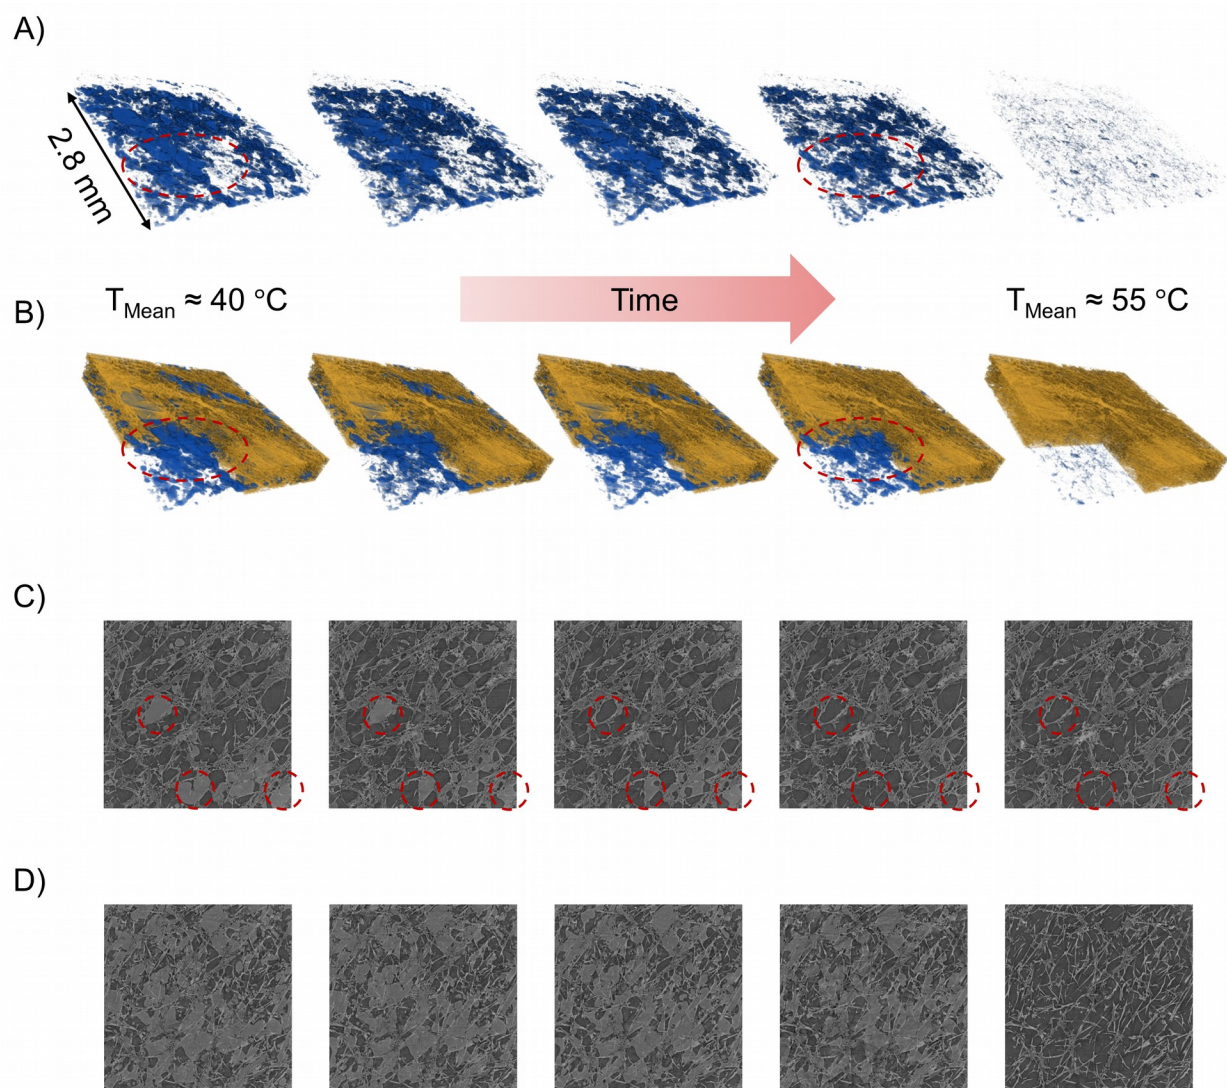 A)
2.8 mm
T_Mean ≈ 40 °C
Time
T_Mean ≈ 55 °C
B)
C)
D)